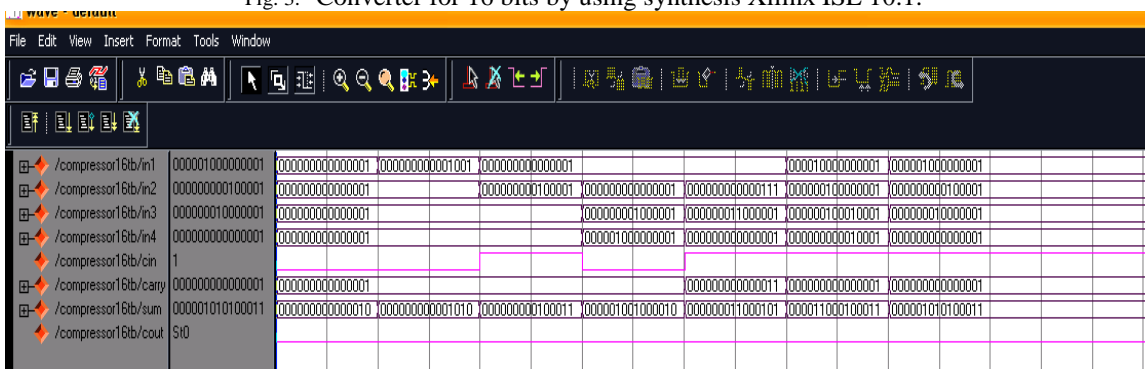 Fig. 3. Converter for 16 bits by using synthesis Xilinx ISE 10.1.
wave - default
File Edit View Insert Format Tools Window
/compressor16tb/in1 000001000000001 000000000000001 000000000001001 000000000000001 000010000000001 000001000000001
/compressor16tb/in2 000000000100001 000000000000001 000000000100001 000000000000001 000000000000111 000000100000001 000000000100001
/compressor16tb/in3 000000010000001 000000000000001 000000001000001 000000011000001 000000100010001 000000010000001
/compressor16tb/in4 000000000000001 000000000000001 000001000000001 000000000000001 000000000010001 000000000000001
/compressor16tb/cin 1
/compressor16tb/carry 000000000000001 000000000000001 000000000000011 000000000000001 000000000000001
/compressor16tb/sum 000001010100011 000000000000010 000000000001010 000000000100011 000001001000010 000000011000101 000011000100011 000001010100011
/compressor16tb/cout St0